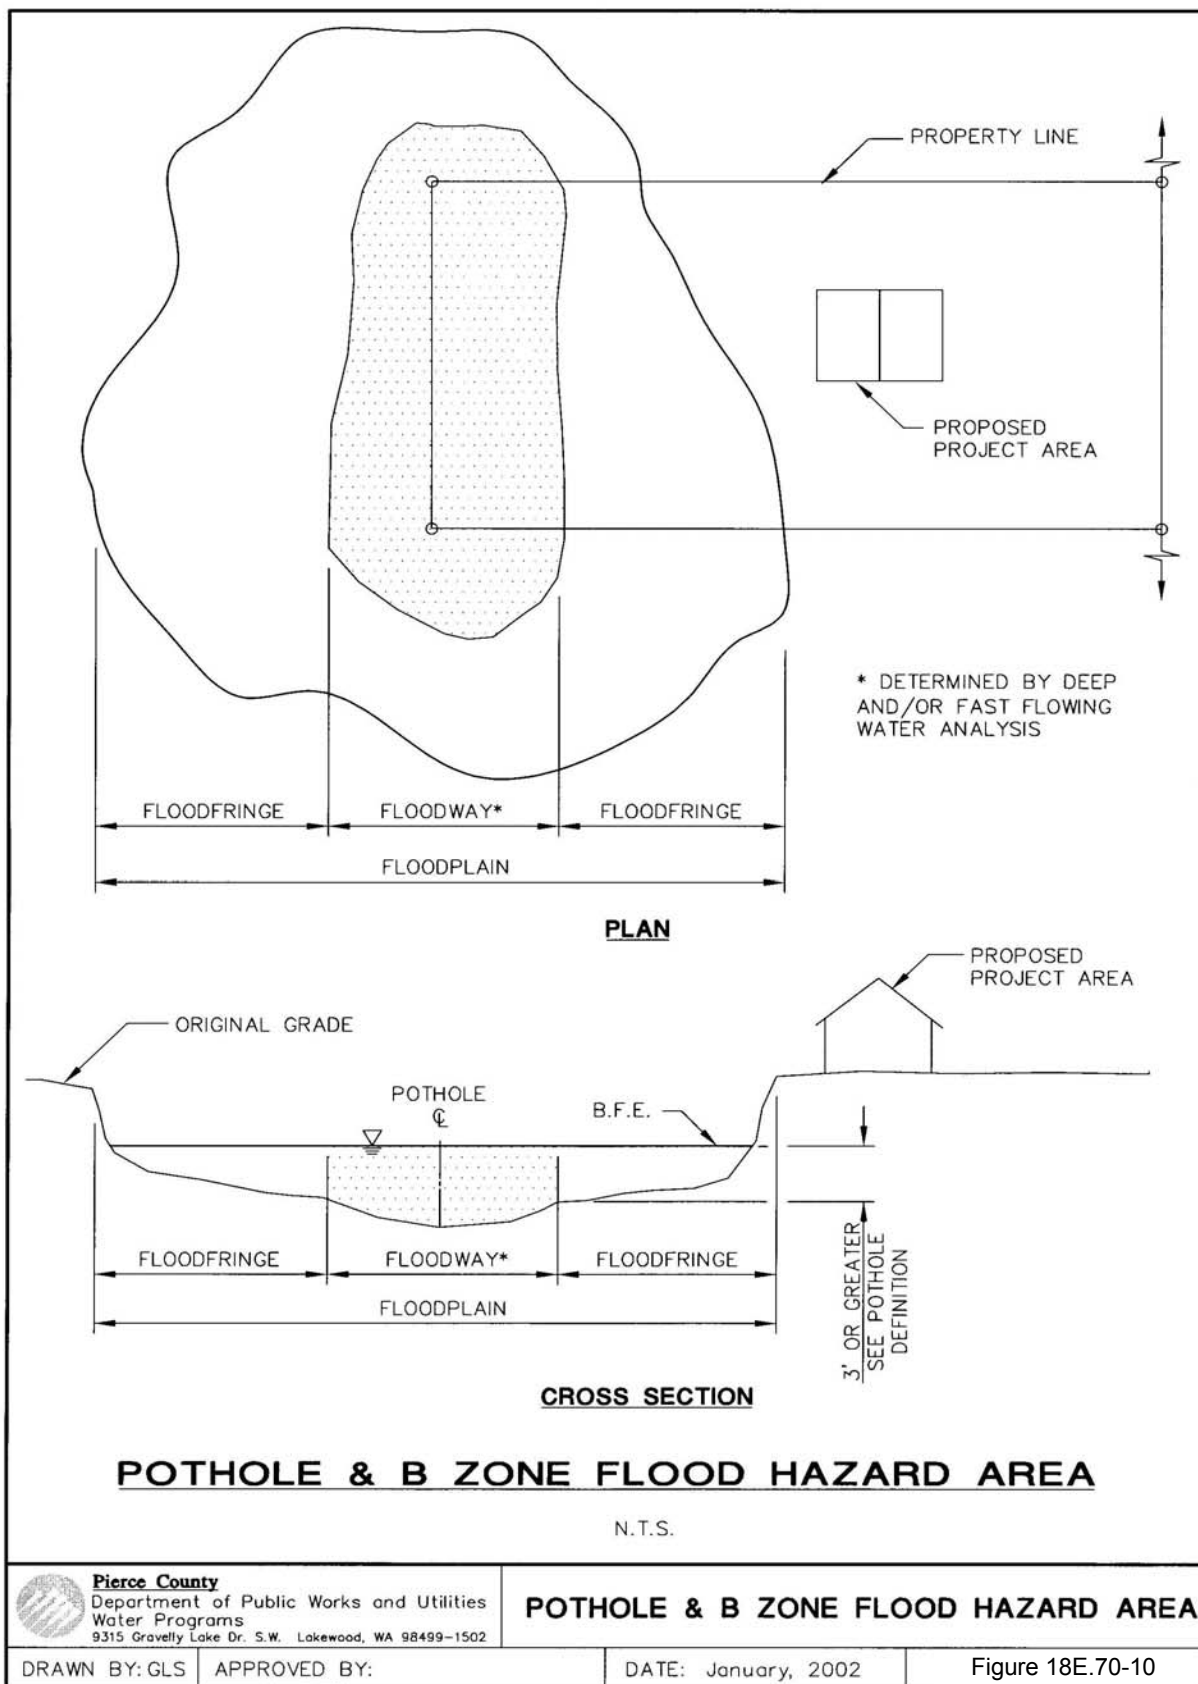 PROPERTY LINE
PROPOSED
PROJECT AREA
* DETERMINED BY DEEP
AND/OR FAST FLOWING
WATER ANALYSIS
FLOODFRINGE
FLOODWAY*
FLOODFRINGE
FLOODPLAIN
PLAN
PROPOSED
PROJECT AREA
ORIGINAL GRADE
POTHOLE
℄
B.F.E.
FLOODFRINGE
FLOODWAY*
FLOODFRINGE
FLOODPLAIN
3' OR GREATER
SEE POTHOLE
DEFINITION
CROSS SECTION
POTHOLE & B ZONE FLOOD HAZARD AREA
N.T.S.
Pierce County
Department of Public Works and Utilities
Water Programs
9315 Gravelly Lake Dr. S.W. Lakewood, WA 98499-1502
POTHOLE & B ZONE FLOOD HAZARD AREA
DRAWN BY: GLS
APPROVED BY:
DATE: January, 2002
Figure 18E.70-10